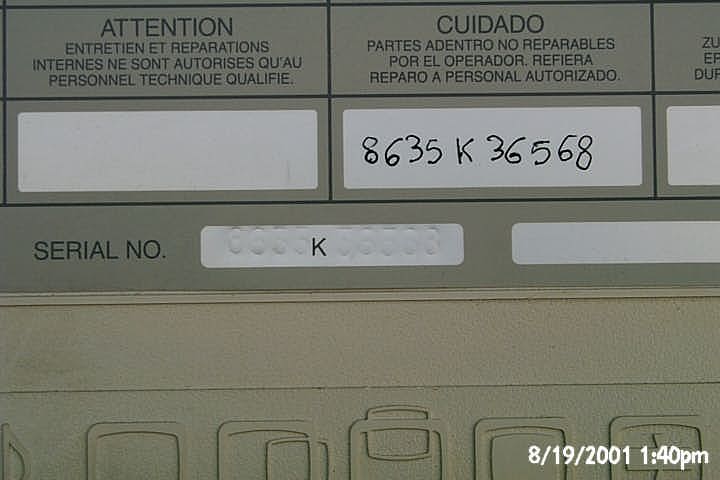 ATTENTION
ENTRETIEN ET REPARATIONS
INTERNES NE SONT AUTORISES QU'AU
PERSONNEL TECHNIQUE QUALIFIE.
CUIDADO
PARTES ADENTRO NO REPARABLES
POR EL OPERADOR. REFIERA
REPARO A PERSONAL AUTORIZADO.
8635 K 36568
SERIAL NO.
K
8/19/2001 1:40pm